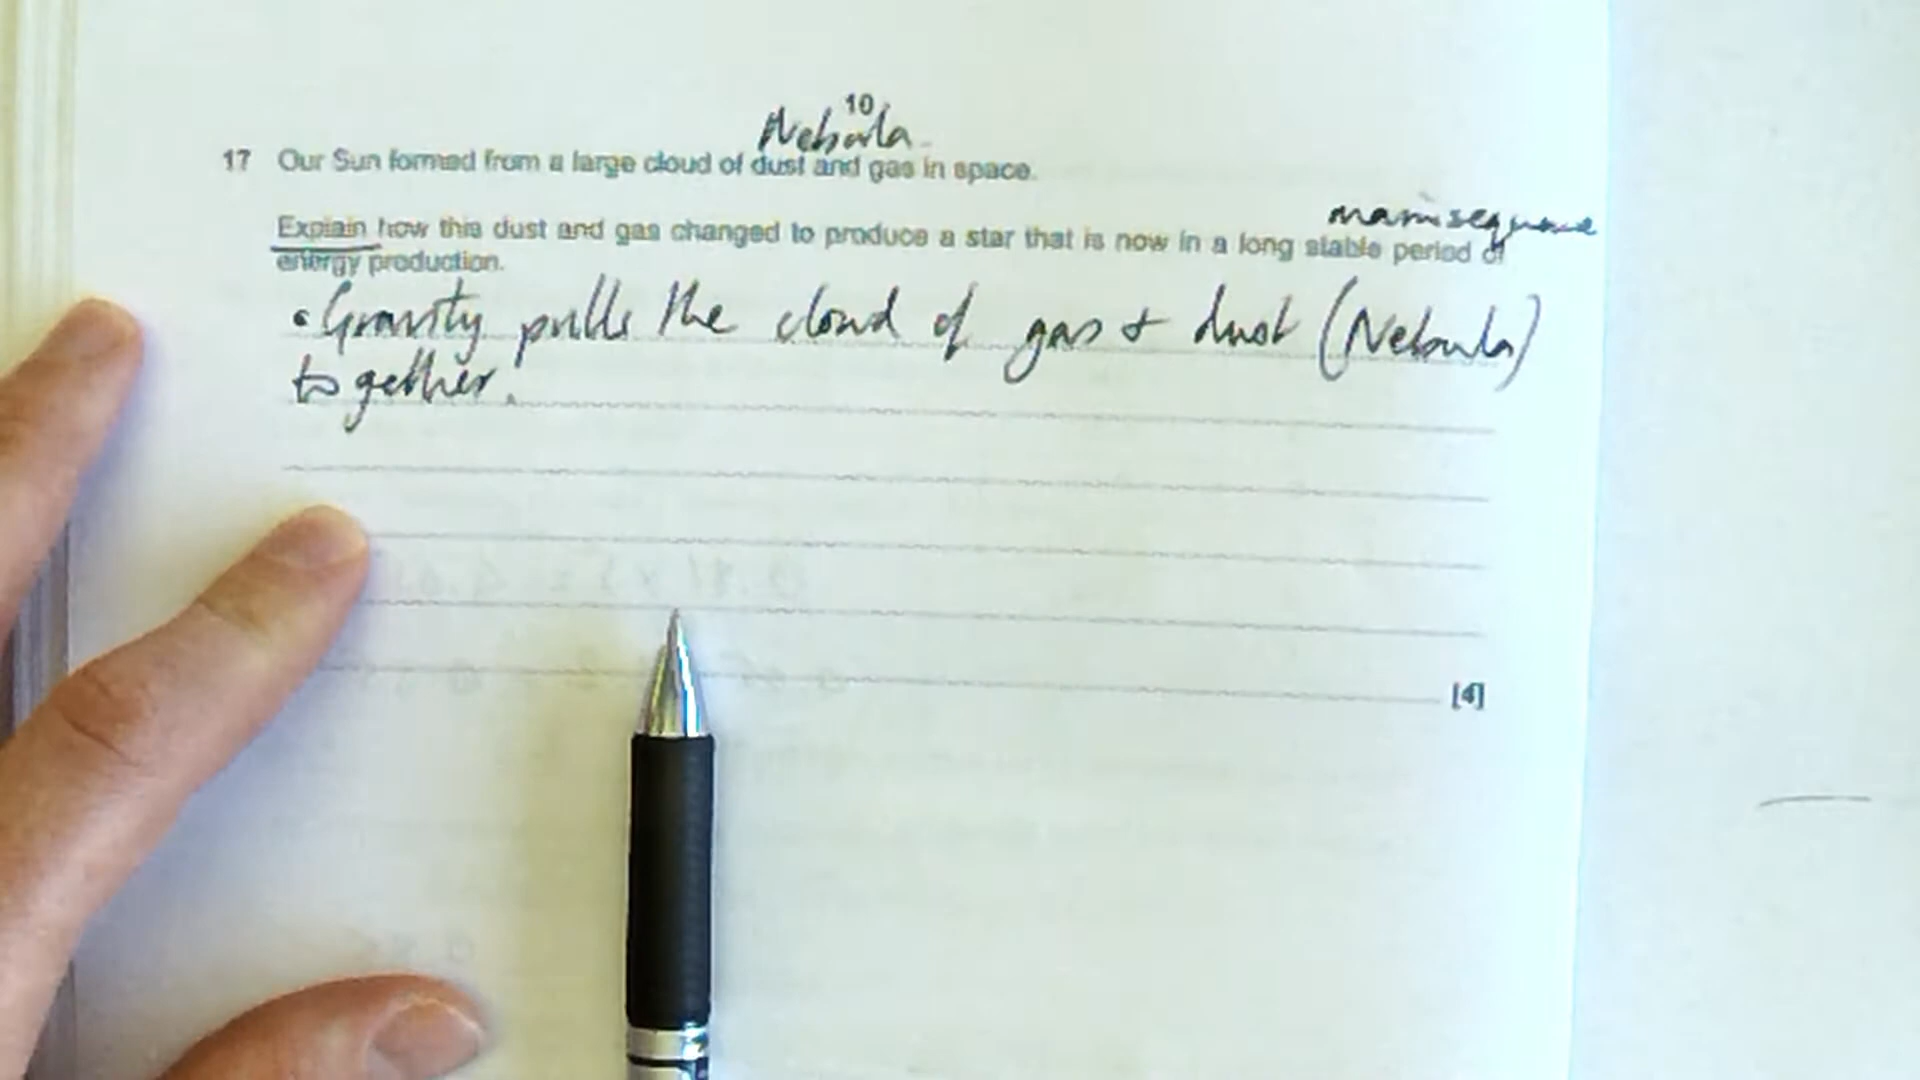 10
Nebula
17 Our Sun formed from a large cloud of dust and gas in space.
main sequence
Explain how this dust and gas changed to produce a star that is now in a long stable period of
energy production.
• Gravity pulls the cloud of gas + dust (Nebula)
together.
[4]